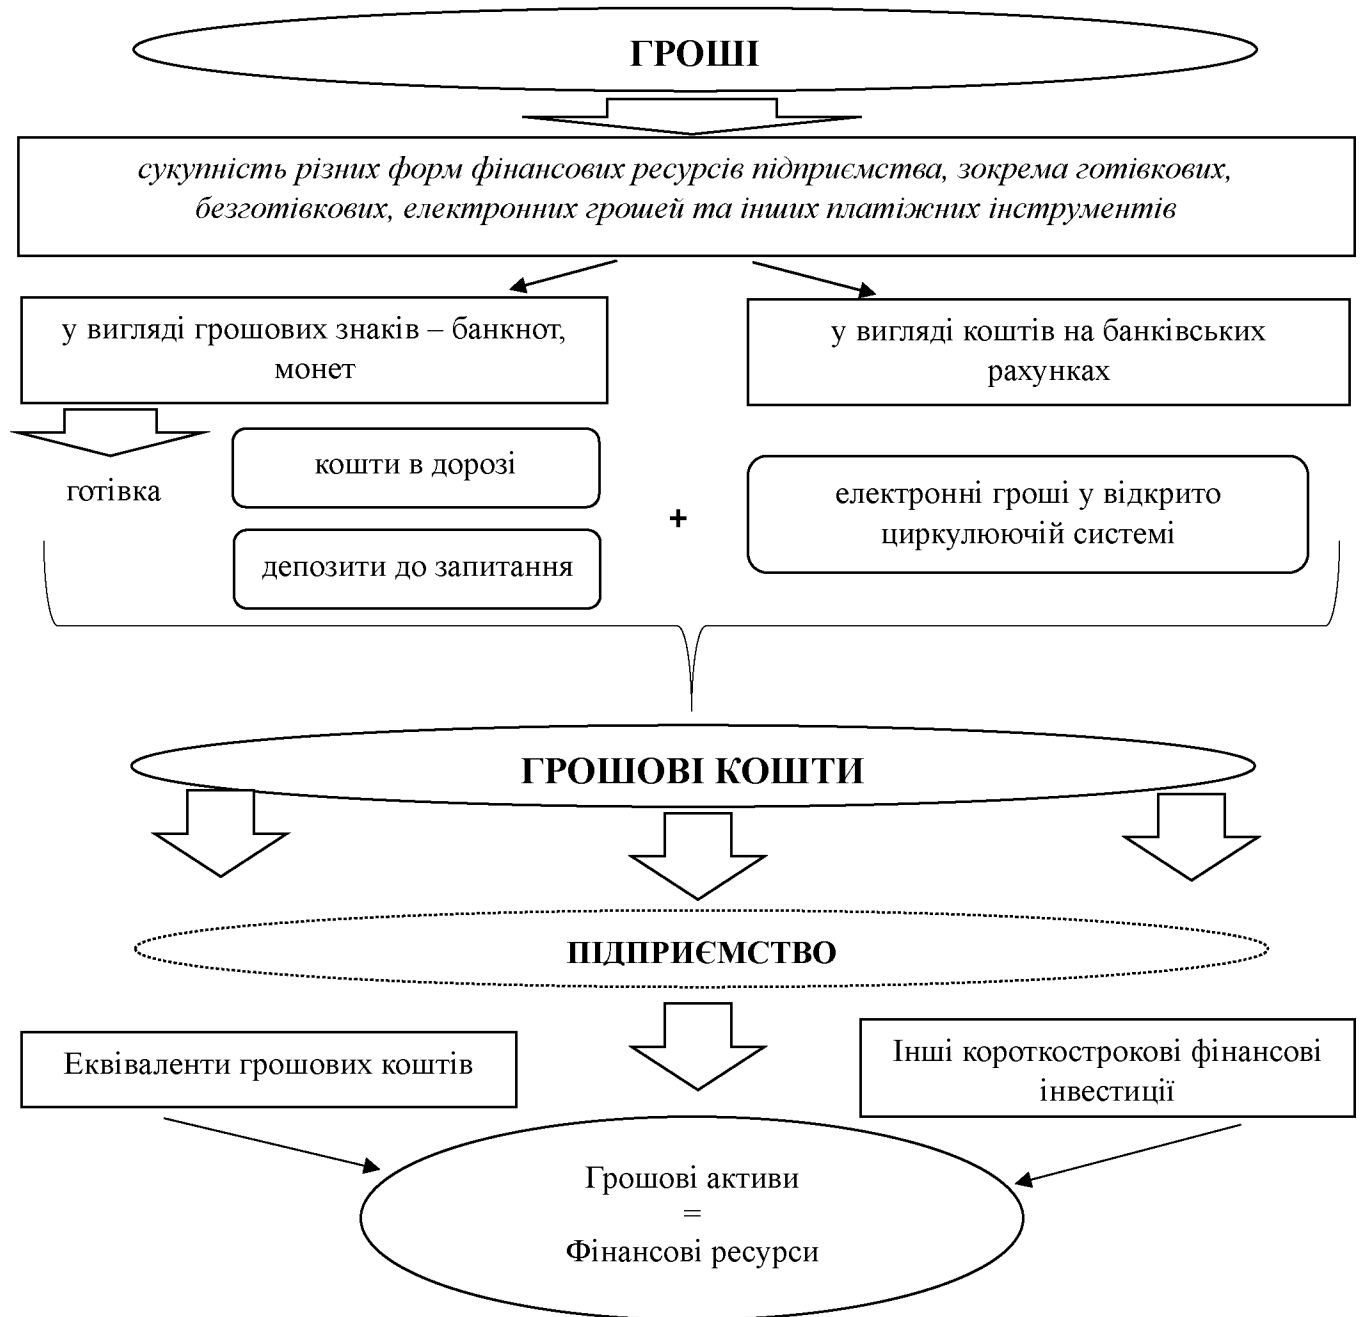 ГРОШІ
сукупність різних форм фінансових ресурсів підприємства, зокрема готівкових,
безготівкових, електронних грошей та інших платіжних інструментів
у вигляді грошових знаків – банкнот,
монет
у вигляді коштів на банківських
рахунках
готівка
кошти в дорозі
депозити до запитання
+
електронні гроші у відкрито
циркулюючій системі
ГРОШОВІ КОШТИ
ПІДПРИЄМСТВО
Еквіваленти грошових коштів
Інші короткострокові фінансові
інвестиції
Грошові активи
=
Фінансові ресурси